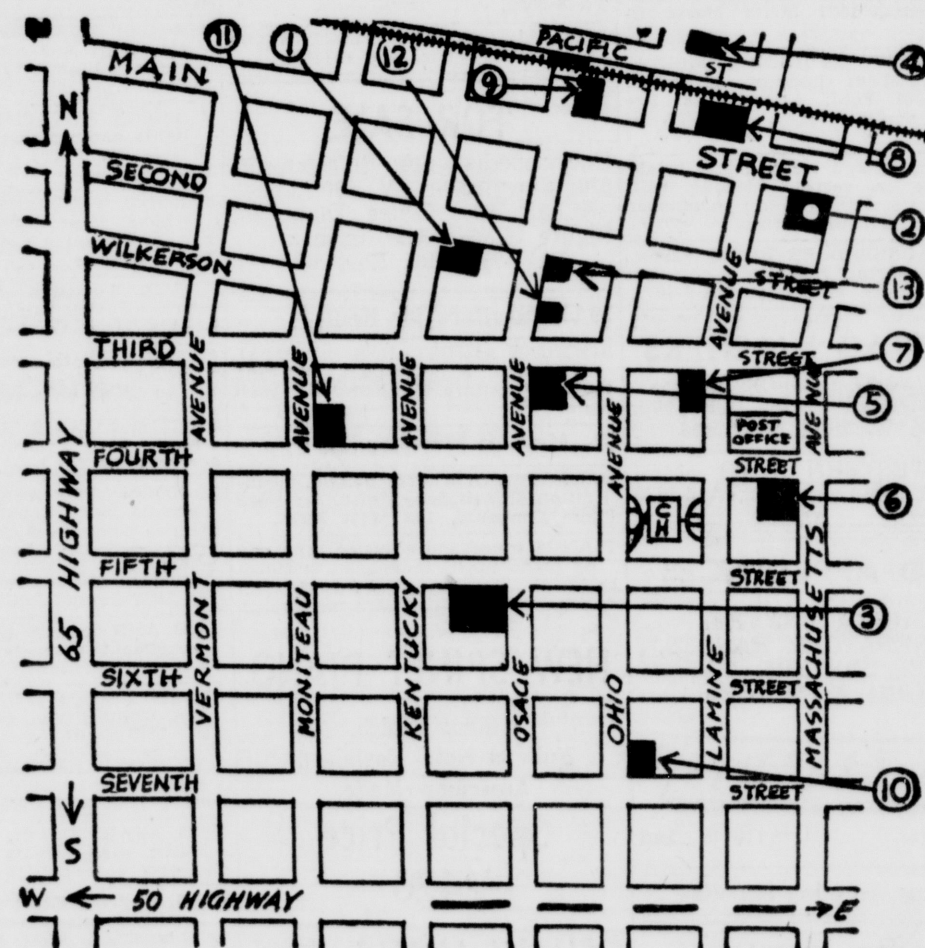 PACIFIC
ST
11
1
12
9
4
MAIN
N
8
STREET
SECOND
2
WILKERSON
STREET
13
AVENUE
THIRD
STREET
7
AVENUE
AVENUE
AVENUE
AVENUE
AVENUE
AVENUE
5
POST
OFFICE
FOURTH
STREET
6
C
H
65 HIGHWAY
FIFTH
STREET
3
SIXTH
STREET
VERMONT
MONITEAU
KENTUCKY
OSAGE
OHIO
LAMINE
MASSACHUSETTS
SEVENTH
STREET
10
S
W 50 HIGHWAY E